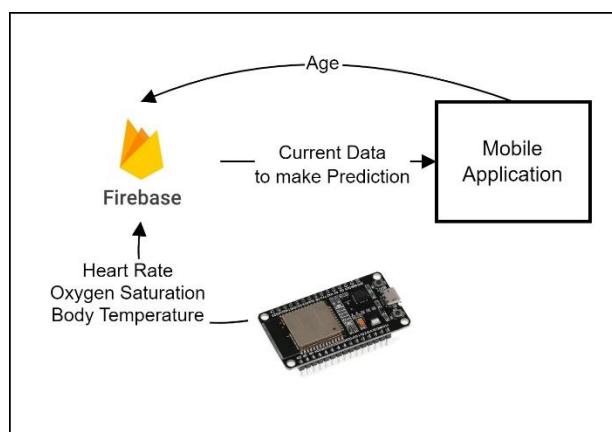 Age
Firebase
Current Data
to make Prediction
Mobile
Application
Heart Rate
Oxygen Saturation
Body Temperature